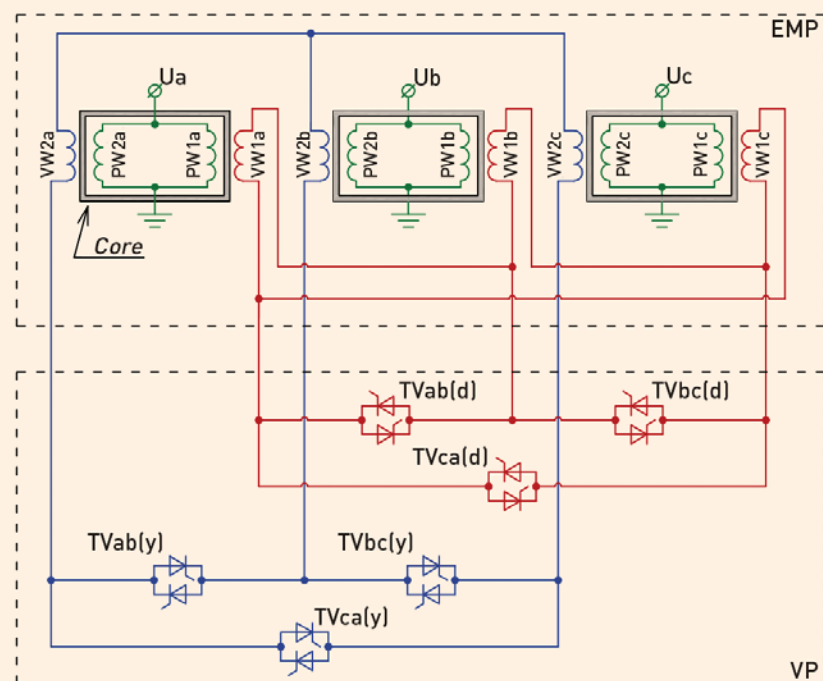 EMP
Ua
Ub
Uc
VW2a
PW2a
PW1a
VW1a
VW2b
PW2b
PW1b
VW1b
VW2c
PW2c
PW1c
VW1c
Core
TVab(d)
TVbc(d)
TVca(d)
TVab(y)
TVbc(y)
TVca(y)
VP